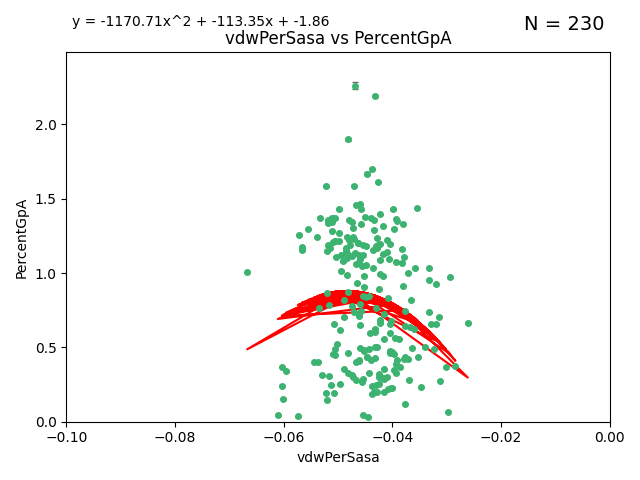 y = -1170.71x^2 + -113.35x + -1.86
N = 230
vdwPerSasa vs PercentGpA
PercentGpA
2.0
1.5
1.0
0.5
0.0
−0.10 −0.08 −0.06 −0.04 −0.02 0.00
vdwPerSasa